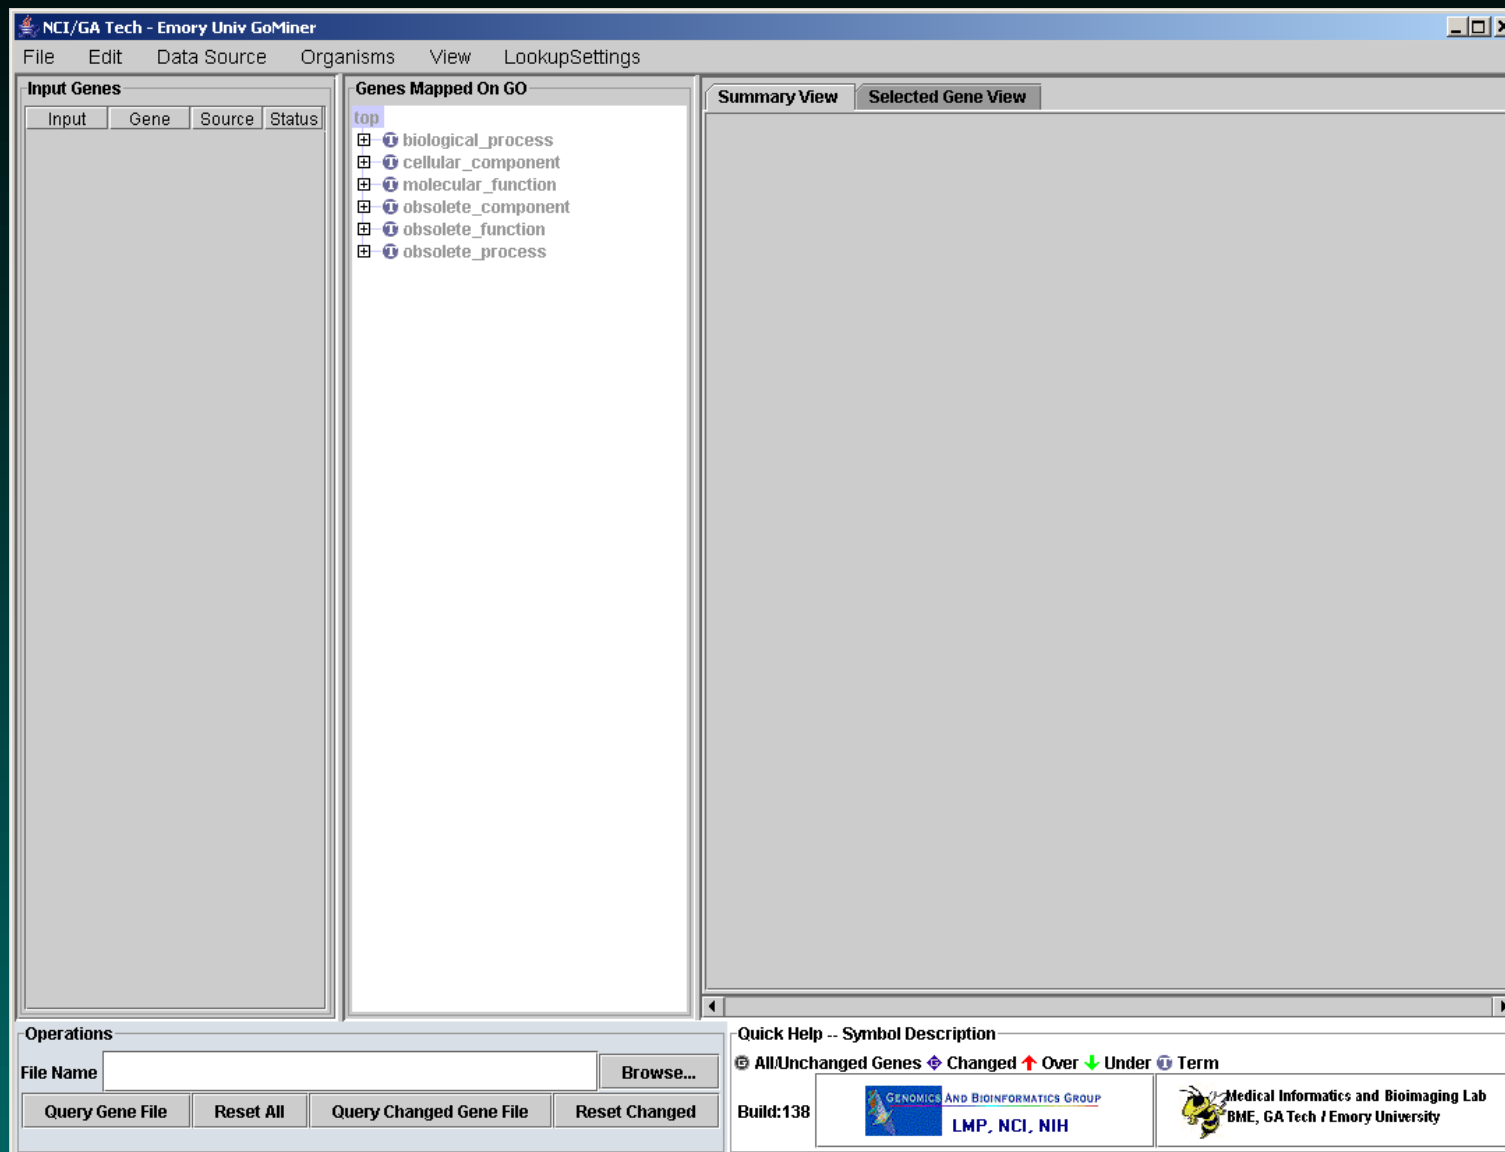 NCI/GA Tech - Emory Univ GoMiner
File Edit Data Source Organisms View LookupSettings
Input Genes
Input Gene Source Status
Genes Mapped On GO
top
biological_process
cellular_component
molecular_function
obsolete_component
obsolete_function
obsolete_process
Summary View Selected Gene View
Operations
File Name Browse...
Query Gene File Reset All Query Changed Gene File Reset Changed
Quick Help -- Symbol Description
G All/Unchanged Genes G Changed Over Under T Term
Build:138
GENOMICS AND BIOINFORMATICS GROUP
LMP, NCI, NIH
Medical Informatics and Bioimaging Lab
BME, GA Tech / Emory University